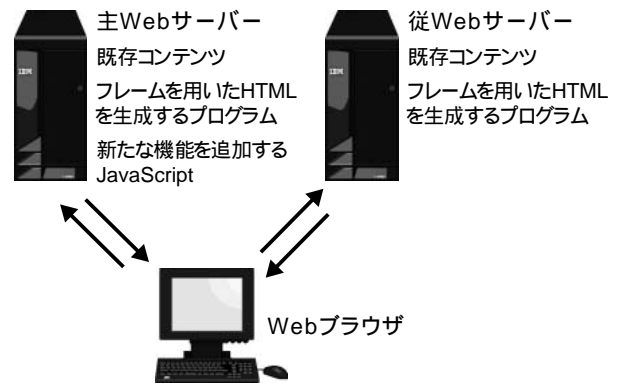 主Webサーバー
既存コンテンツ
フレームを用いたHTML
を生成するプログラム
新たな機能を追加する
JavaScript
従Webサーバー
既存コンテンツ
フレームを用いたHTML
を生成するプログラム
IBM
IBM
Webブラウザ